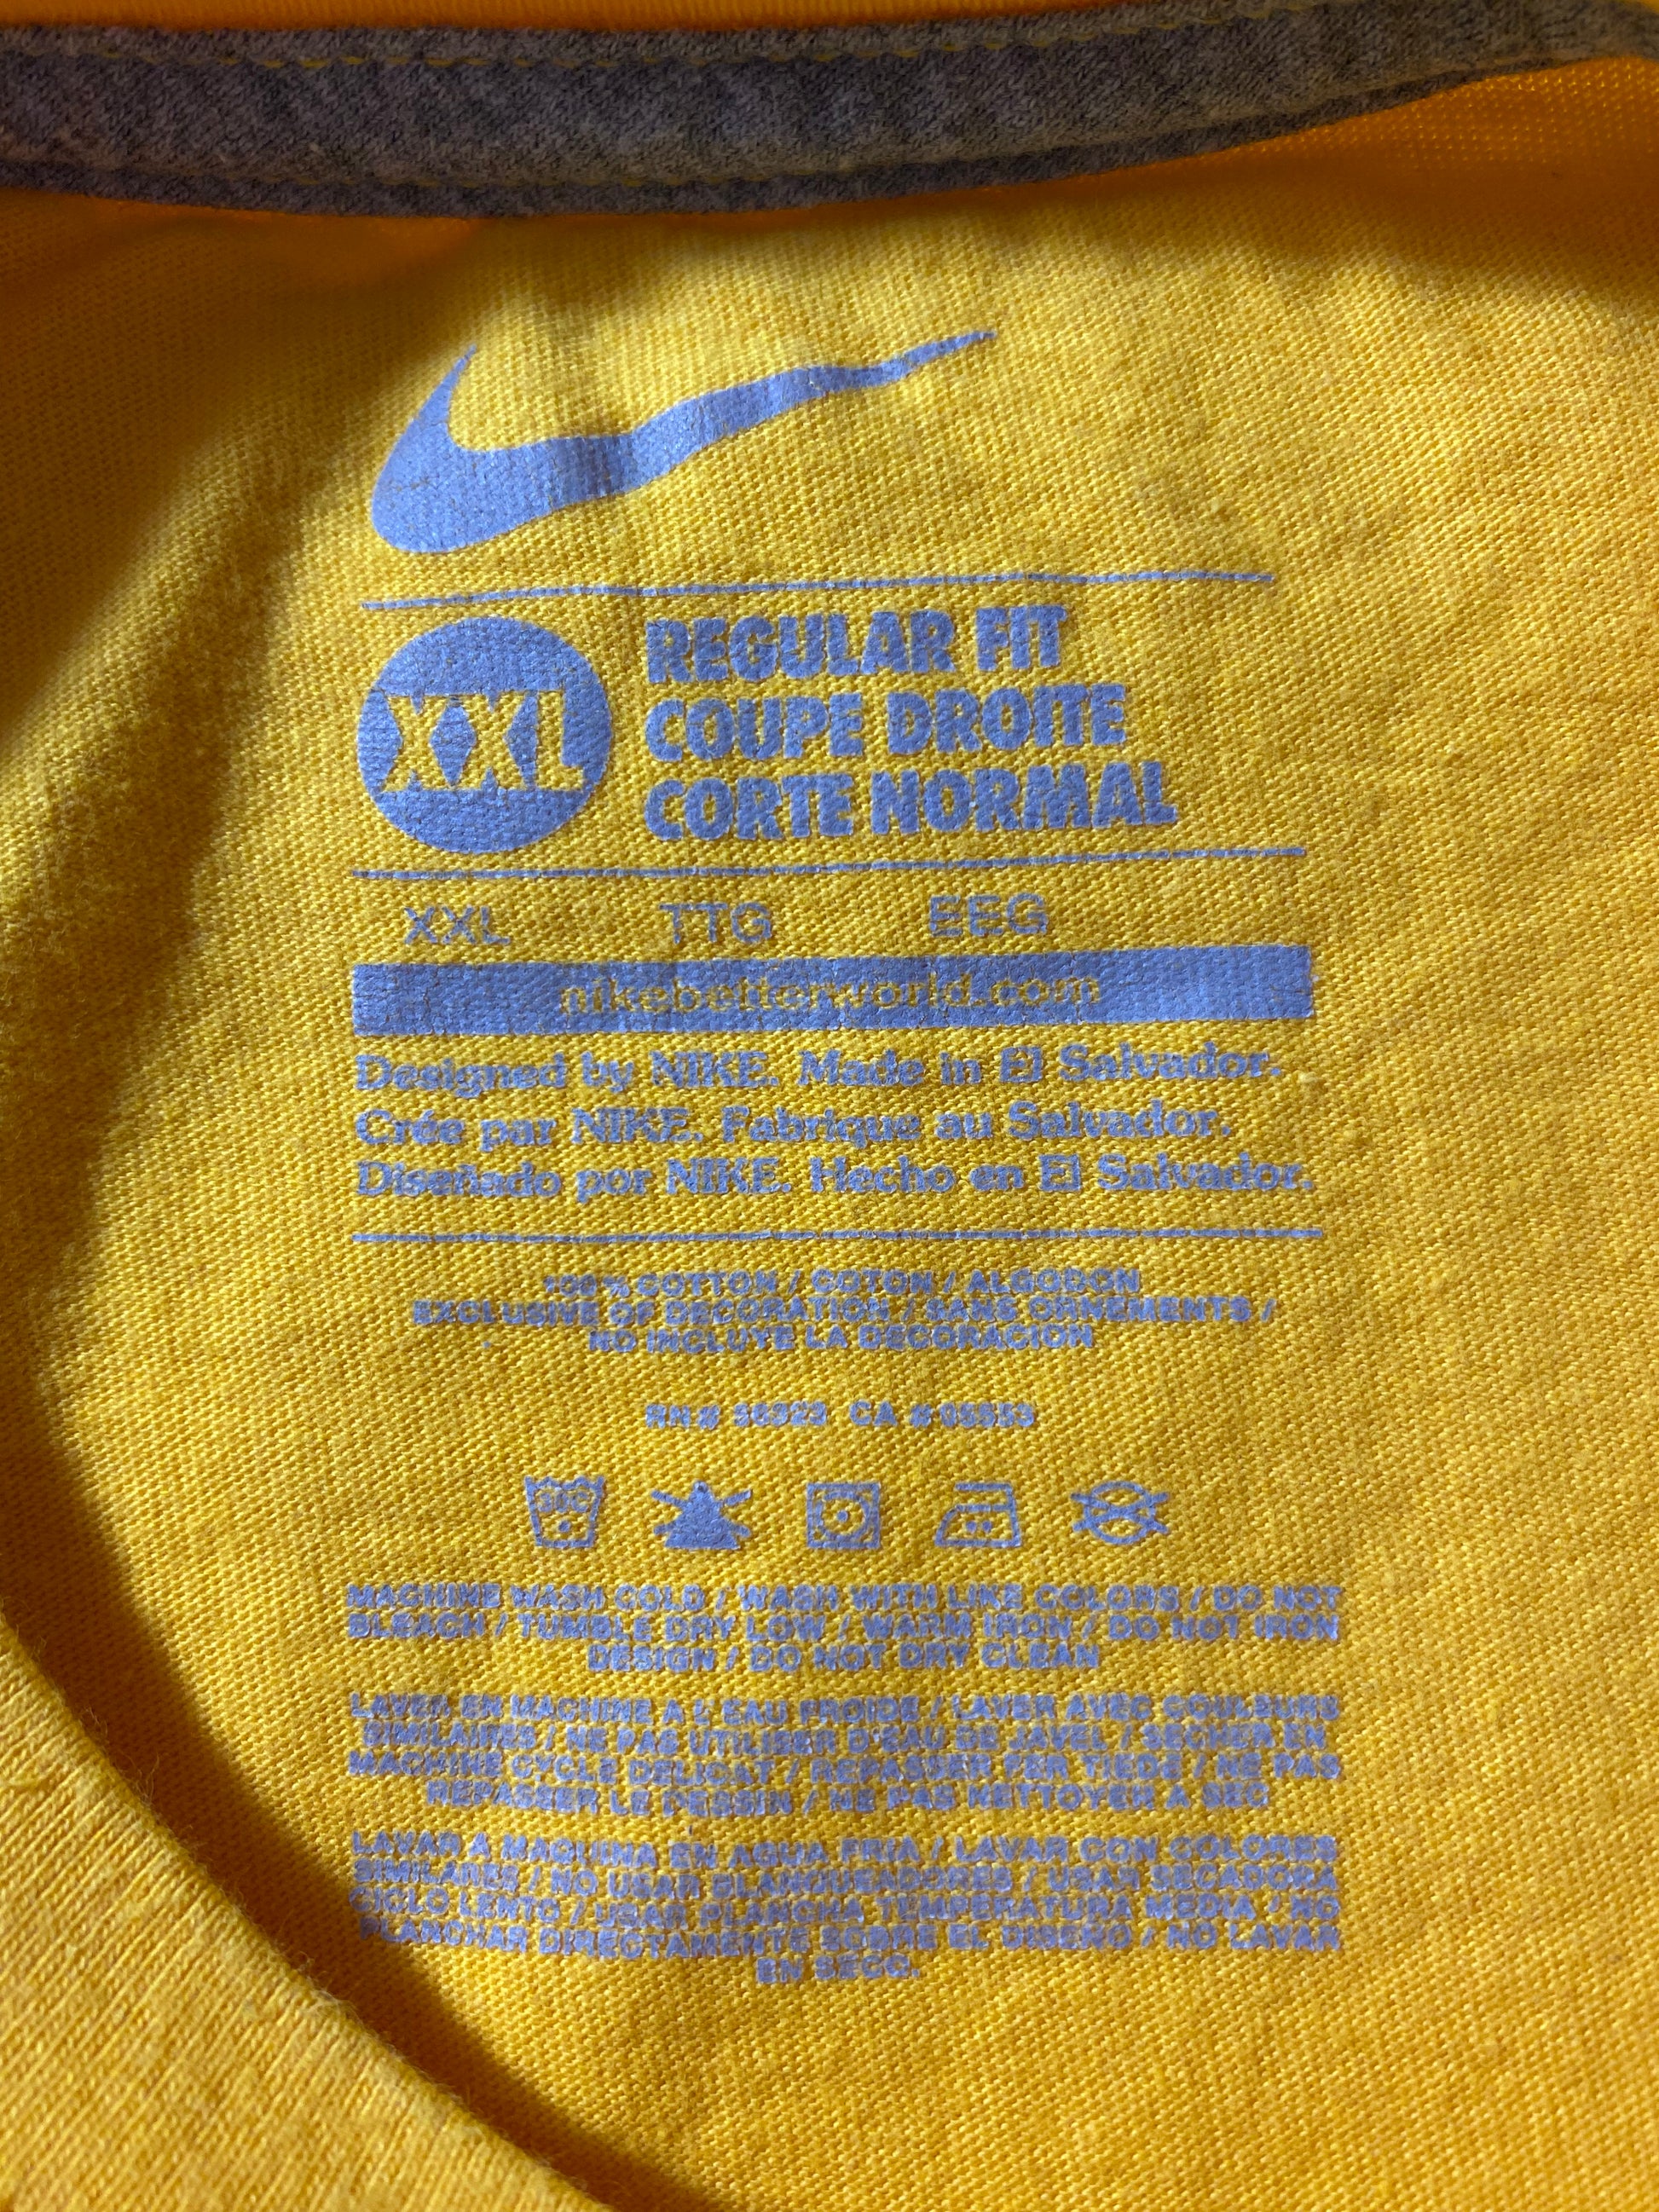 XXL
REGULAR FIT
COUPE DROITE
CORTE NORMAL
XXL TTG EEG
nikebetterworld.com
Designed by NIKE. Made in El Salvador.
Crée par NIKE. Fabrique au Salvador.
Diseñado por NIKE. Hecho en El Salvador.
100% COTTON / COTON / ALGODON
EXCLUSIVE OF DECORATION / SANS ORNEMENTS /
NO INCLUYE LA DECORACION
RN# 56323 CA # 05553
30C
MACHINE WASH COLD / WASH WITH LIKE COLORS / DO NOT
BLEACH / TUMBLE DRY LOW / WARM IRON / DO NOT IRON
DESIGN / DO NOT DRY CLEAN
LAVER EN MACHINE A L'EAU FROIDE / LAVER AVEC COULEURS
SIMILAIRES / NE PAS UTILISER D'EAU DE JAVEL / SECHER EN
MACHINE CYCLE DELICAT / REPASSER FER TIEDE / NE PAS
REPASSER LE DESSIN / NE PAS NETTOYER A SEC
LAVAR A MAQUINA EN AGUA FRIA / LAVAR CON COLORES
SIMILARES / NO USAR BLANQUEADORES / USAR SECADORA
CICLO LENTO / USAR PLANCHA TEMPERATURA MEDIA / NO
PLANCHAR DIRECTAMENTE SOBRE EL DISEÑO / NO LAVAR
EN SECO.